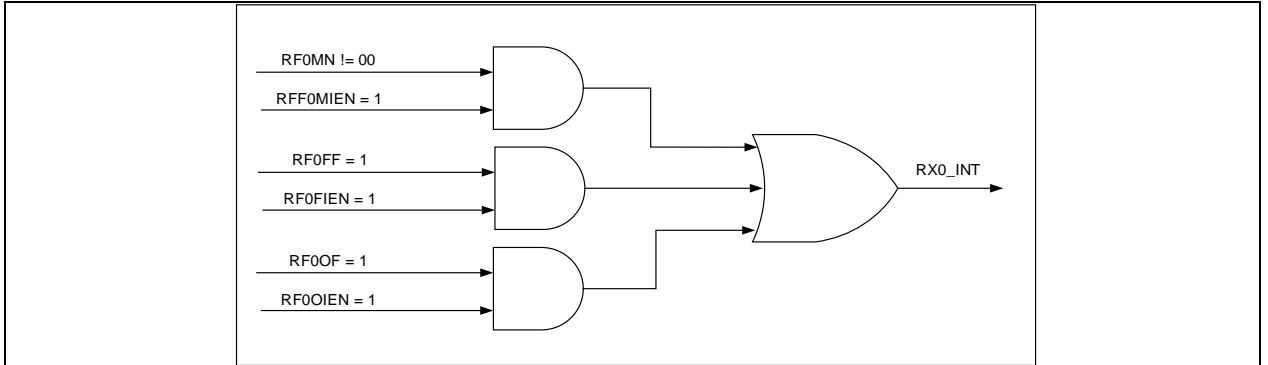 RF0MN != 00
RFF0MIEN = 1
RF0FF = 1
RF0FIEN = 1
RX0_INT
RF0OF = 1
RF0OIEN = 1